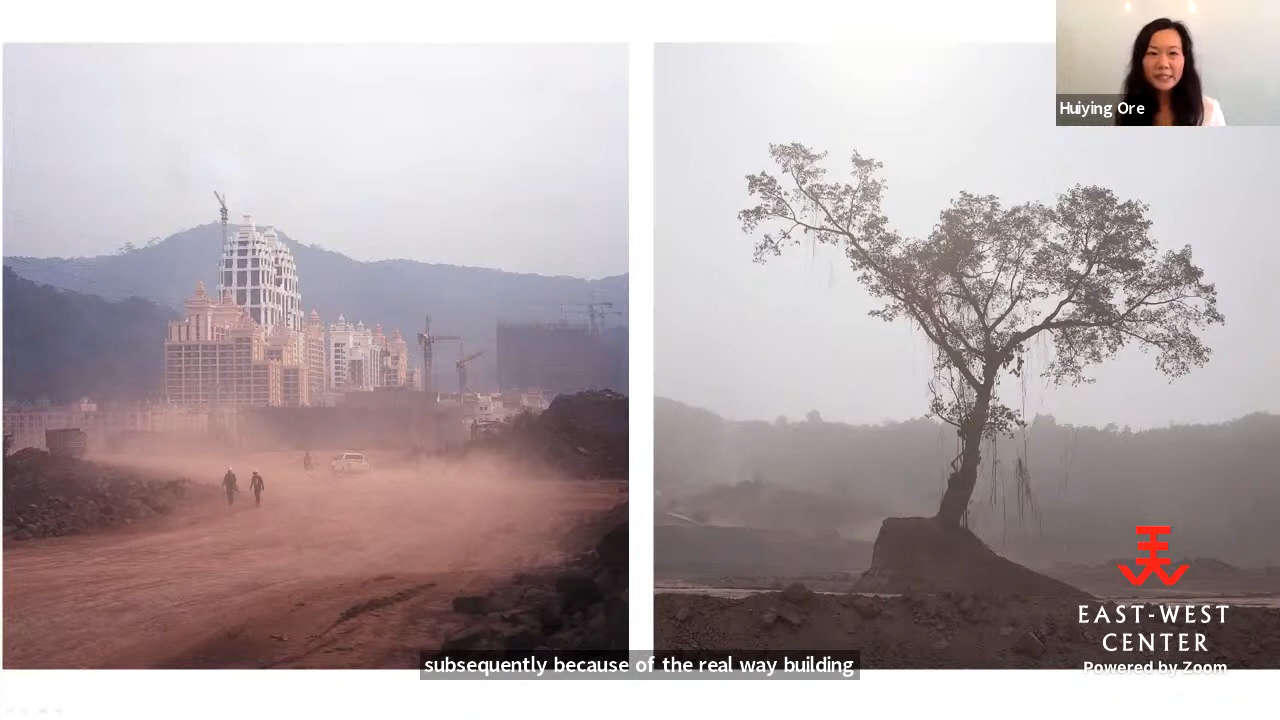 Huiying Ore
EAST-WEST
CENTER
Powered by Zoom
subsequently because of the real way building